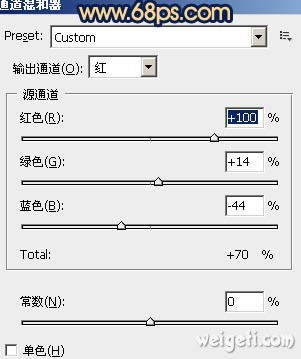 通道混和器
www.68ps.com
Preset: Custom
输出通道(O): 红
源通道
红色(R): +100 %
绿色(G): +14 %
蓝色(B): -44 %
Total: +70 %
常数(N): 0 %
单色(H)
weigeti.com